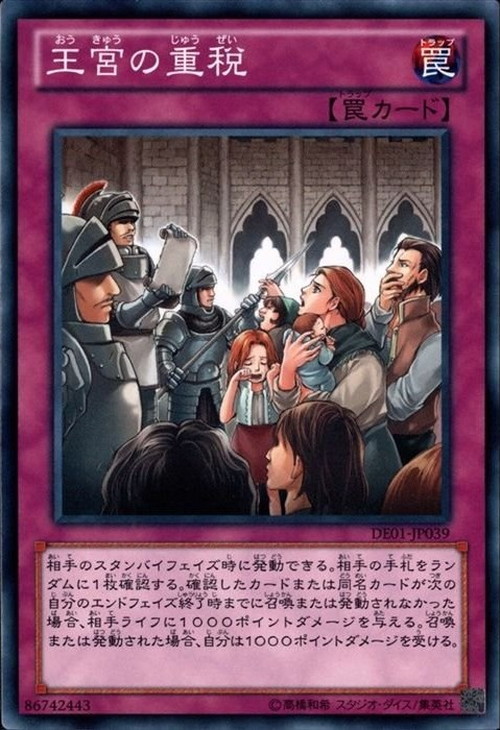 王宮の重税
罠
【罠カード】
DE01-JP039
相手のスタンバイフェイズ時に発動できる。相手の手札をラン
ダムに1枚確認する。確認したカードまたは同名カードが次の
自分のエンドフェイズ終了時までに召喚または発動されなかった
場合、相手ライフに1000ポイントダメージを与える。召喚
または発動された場合、自分は1000ポイントダメージを受ける。
86742443
©高橋和希 スタジオ・ダイス/集英社